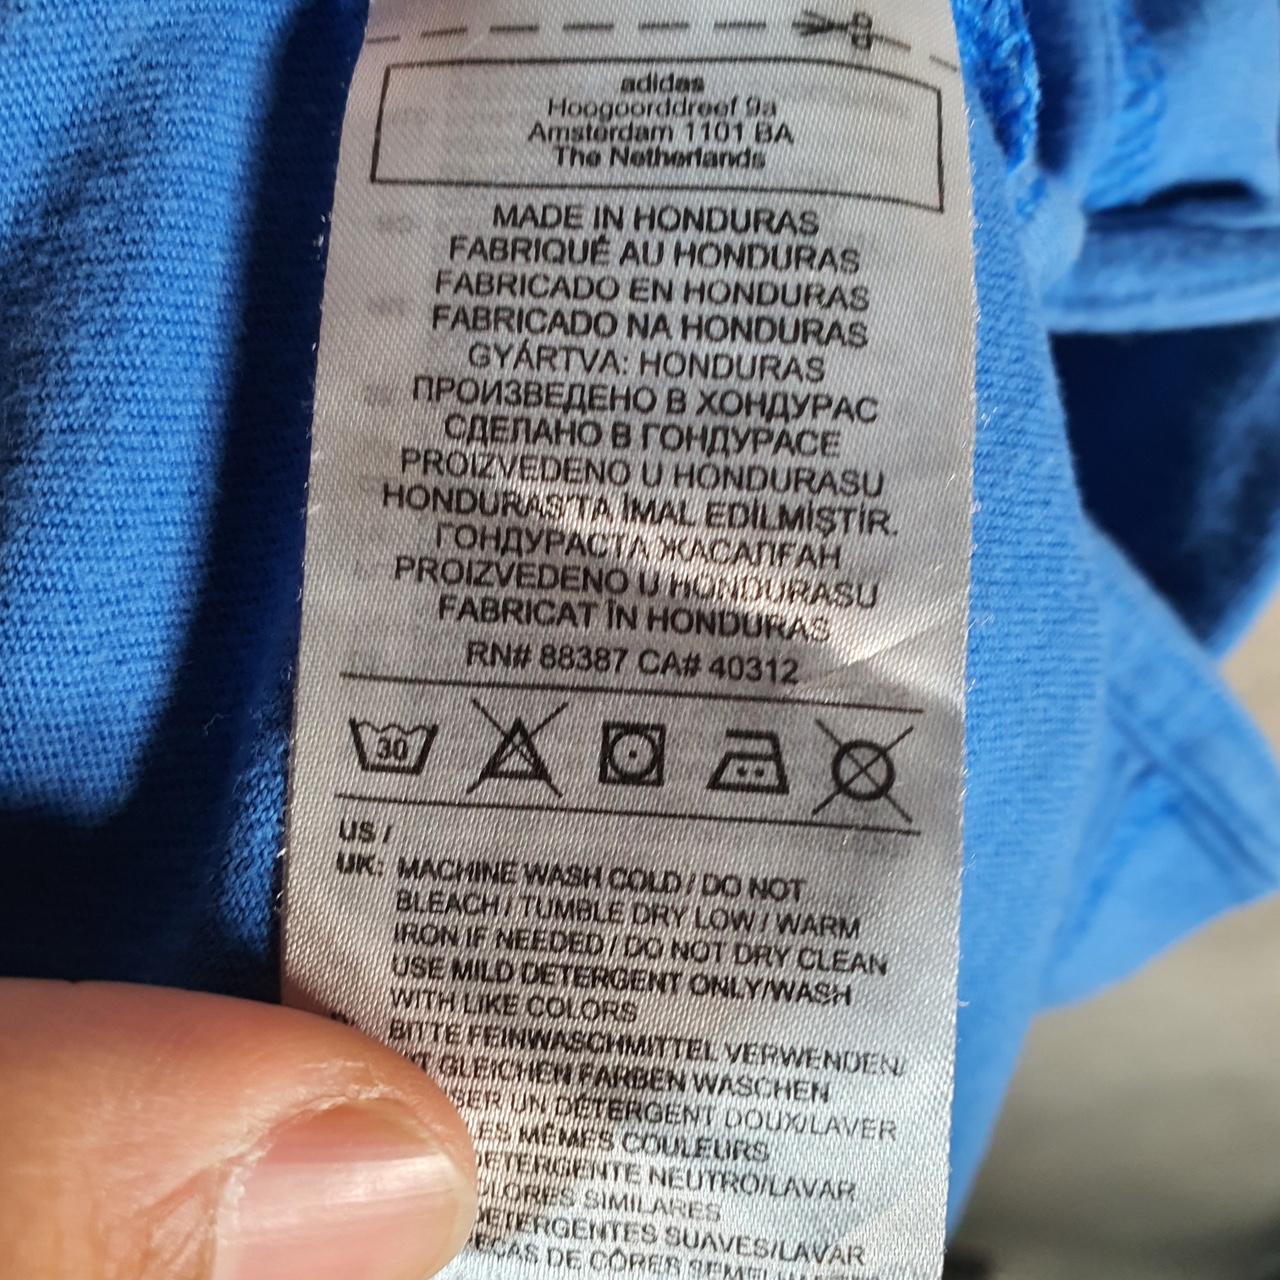 adidas
Hoogoorddreef 9a
Amsterdam 1101 BA
The Netherlands
MADE IN HONDURAS
FABRIQUÉ AU HONDURAS
FABRICADO EN HONDURAS
FABRICADO NA HONDURAS
GYÁRTVA: HONDURAS
ПРОИЗВЕДЕНО В ХОНДУРАС
СДЕЛАНО В ГОНДУРАСЕ
PROIZVEDENO U HONDURASU
HONDURAS'TA İMAL EDİLMİŞTİR.
ГОНДУРАСТА ЖАСАЛҒАН
PROIZVEDENO U HONDURASU
FABRICAT ÎN HONDURAS
RN# 88387 CA# 40312
30
US /
UK: MACHINE WASH COLD / DO NOT
BLEACH / TUMBLE DRY LOW / WARM
IRON IF NEEDED / DO NOT DRY CLEAN
USE MILD DETERGENT ONLY/WASH
WITH LIKE COLORS
BITTE FEINWASCHMITTEL VERWENDEN/
GLEICHEN FARBEN WASCHEN
UN DÉTERGENT DOUX/LAVER
MÊMES COULEURS
NEUTRO/LAVAR
SIMILARES
SUAVES/LAVAR
DE CÔRES